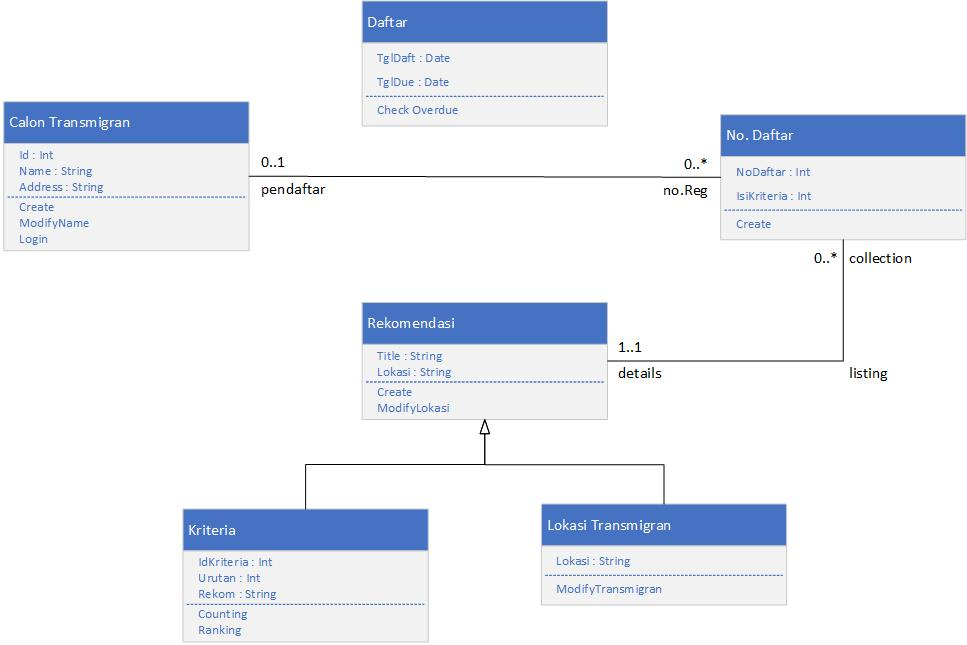 Daftar
TglDaft : Date
TglDue : Date
Check Overdue
Calon Transmigran
Id : Int
Name : String
Address : String
Create
ModifyName
Login
0..1
pendaftar
0..*
no.Reg
No. Daftar
NoDaftar : Int
IsiKriteria : Int
Create
0..* collection
Rekomendasi
Title : String
Lokasi : String
Create
ModifyLokasi
1..1
details
listing
Kriteria
IdKriteria : Int
Urutan : Int
Rekom : String
Counting
Ranking
Lokasi Transmigran
Lokasi : String
ModifyTransmigran